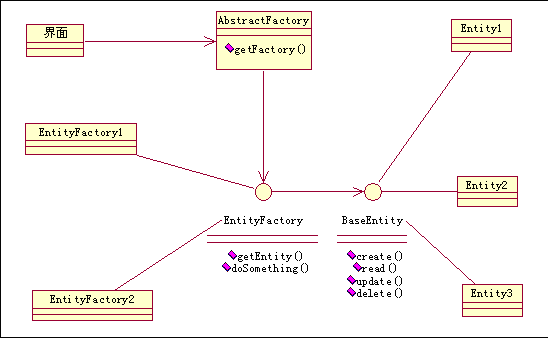 界面
AbstractFactory
getFactory()
Entity1
EntityFactory1
Entity2
EntityFactory
getEntity()
doSomething()
BaseEntity
create()
read()
update()
delete()
EntityFactory2
Entity3